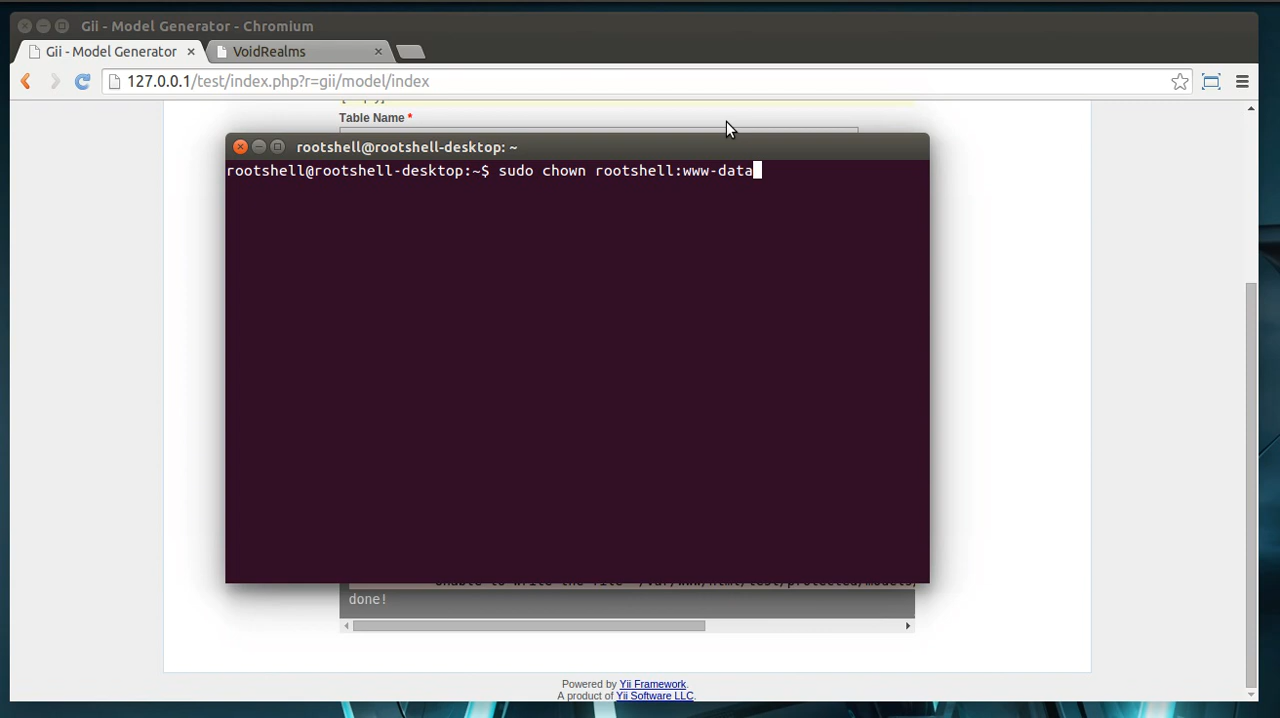 Gii - Model Generator - Chromium
Gii - Model Generator
VoidRealms
127.0.0.1/test/index.php?r=gii/model/index
Table Name *
rootshell@rootshell-desktop: ~
rootshell@rootshell-desktop:~$ sudo chown rootshell:www-data
done!
Powered by Yii Framework.
A product of Yii Software LLC.